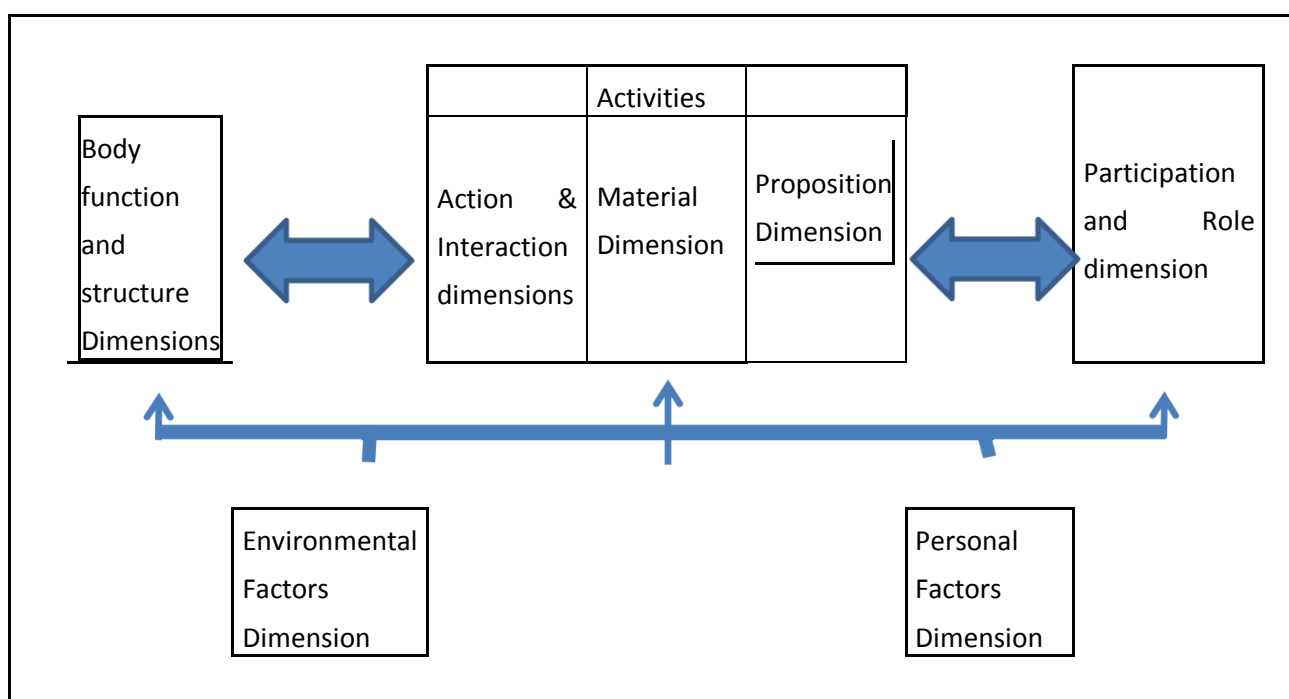 Activities
Body
function
and
structure
Dimensions
Action &
Interaction
dimensions
Material
Dimension
Proposition
Dimension
Participation
and Role
dimension
Environmental
Factors
Dimension
Personal
Factors
Dimension